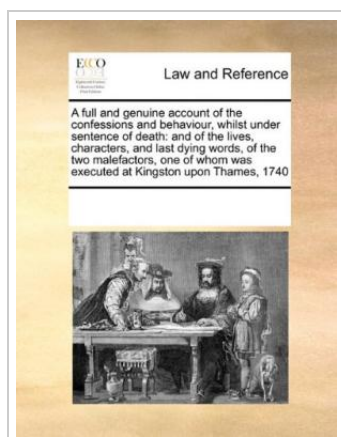 ECCO
Law and Reference
A full and genuine account of the
confessions and behaviour, whilst under
sentence of death: and of the lives,
characters, and last dying words, of the
two malefactors, one of whom was
executed at Kingston upon Thames, 1740